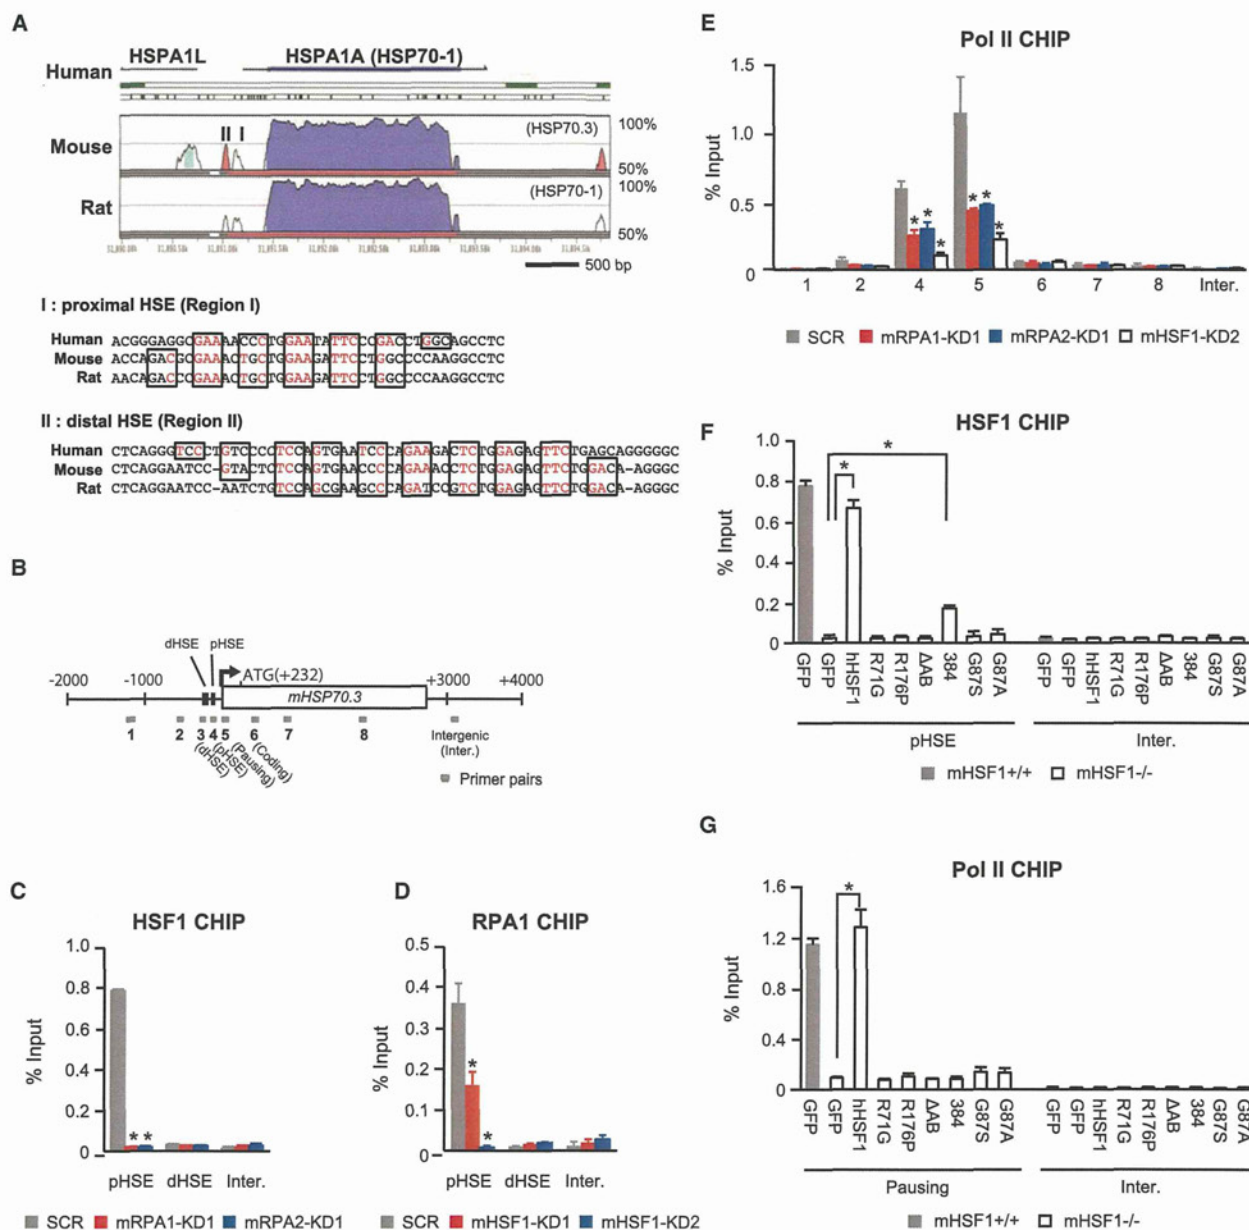 A
HSPA1L
HSPA1A (HSP70-1)
Human
II I
(HSP70.3)
100%
Mouse
50%
(HSP70-1)
100%
Rat
50%
500 bp
I : proximal HSE (Region I)
Human ACGGGAGGCGAAAACCCTGGAATATTCCCGACCTGGCAGCCTC
Mouse ACCAGACGCGAAACTGCTGGAAGATTCCTGGCCCCAAGGCCTC
Rat AACAGACCCGAAACTGCTGGAAGATTCCTGGCCCCAAGGCCTC
II : distal HSE (Region II)
Human CTCAGGGTCCCTGTCCCCTCCAGTGAATCCCAGAAGACTCTGGAGAGTTCTGAGCAGGGGGC
Mouse CTCAGGAATCC-GTACTCTCCAGTGAACCCCAGAAACCTCTGGAGAGTTCTGGACA-AGGGC
Rat CTCAGGAATCC-AATCTGTCCAGCGAAGCCCAGATCCGTCTGGAGAGTTCTGGACA-AGGGC
B
dHSE pHSE
ATG(+232)
-2000 -1000 +3000 +4000
mHSP70.3
1 2 3 4 5 6 7 8
(dHSE) (pHSE) (Pausing) (Coding)
Intergenic
(Inter.)
Primer pairs
C
HSF1 CHIP
% Input
1.0
0.8
0.6
0.4
0.2
0
* *
pHSE dHSE Inter.
SCR mRPA1-KD1 mRPA2-KD1
D
RPA1 CHIP
% Input
0.5
0.4
0.3
0.2
0.1
0
*
*
pHSE dHSE Inter.
SCR mHSF1-KD1 mHSF1-KD2
E
Pol II CHIP
% Input
1.5
1.0
0.5
0
* * * * * *
1 2 4 5 6 7 8 Inter.
SCR mRPA1-KD1 mRPA2-KD1 mHSF1-KD2
F
HSF1 CHIP
% Input
1.0
0.8
0.6
0.4
0.2
0
*
*
GFP GFP hHSF1 R71G R176P ΔAB 384 G87S G87A GFP GFP hHSF1 R71G R176P ΔAB 384 G87S G87A
pHSE Inter.
mHSF1+/+ mHSF1-/-
G
Pol II CHIP
% Input
1.6
1.2
0.8
0.4
0
*
GFP GFP hHSF1 R71G R176P ΔAB 384 G87S G87A GFP GFP hHSF1 R71G R176P ΔAB 384 G87S G87A
Pausing Inter.
mHSF1+/+ mHSF1-/-